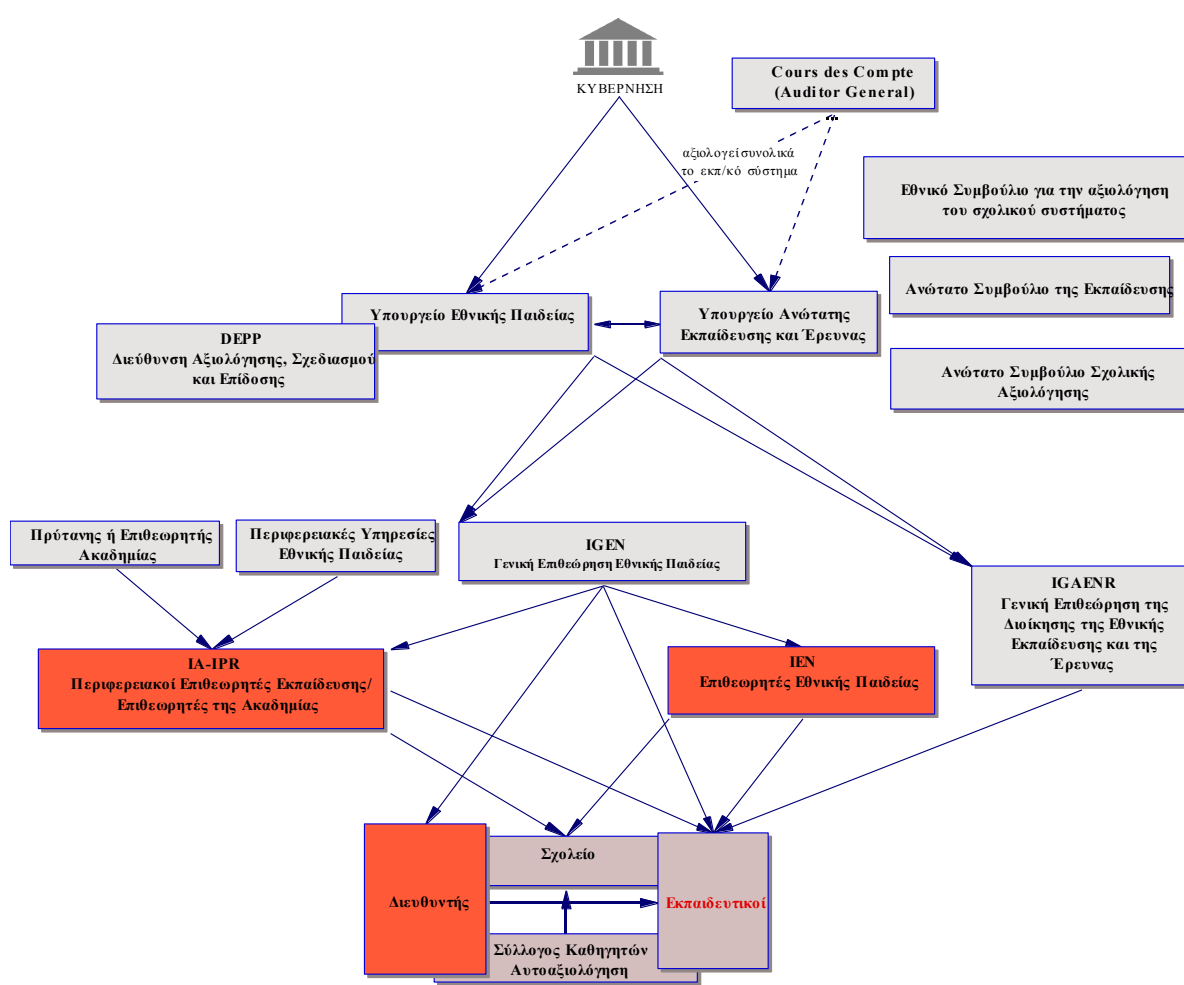 ΚΥΒΕΡΝΗΣΗ
Cours des Compte
(Auditor General)
αξιολογεί συνολικά
το εκπ/κό σύστημα
Εθνικό Συμβούλιο για την αξιολόγηση
του σχολικού συστήματος
Ανώτατο Συμβούλιο της Εκπαίδευσης
Υπουργείο Εθνικής Παιδείας
Υπουργείο Ανώτατης
Εκπαίδευσης και Έρευνας
DEPP
Διεύθυνση Αξιολόγησης, Σχεδιασμού
και Επίδοσης
Ανώτατο Συμβούλιο Σχολικής
Αξιολόγησης
Πρύτανης ή Επιθεωρητής
Ακαδημίας
Περιφερειακές Υπηρεσίες
Εθνικής Παιδείας
IGEN
Γενική Επιθεώρηση Εθνικής Παιδείας
IGAENR
Γενική Επιθεώρηση της
Διοίκησης της Εθνικής
Εκπαίδευσης και της
Έρευνας
IA-IPR
Περιφερειακοί Επιθεωρητές Εκπαίδευσης/
Επιθεωρητές της Ακαδημίας
IEN
Επιθεωρητές Εθνικής Παιδείας
Σχολείο
Διευθυντής
Εκπαιδευτικοί
Σύλλογος Καθηγητών
Αυτοαξιολόγηση